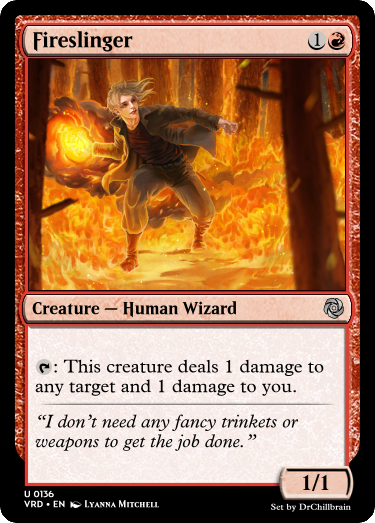 Fireslinger 1
Creature — Human Wizard
: This creature deals 1 damage to
any target and 1 damage to you.
“I don’t need any fancy trinkets or
weapons to get the job done.”
1/1
U 0136
VRD • EN Lyanna Mitchell
Set by DrChillbrain